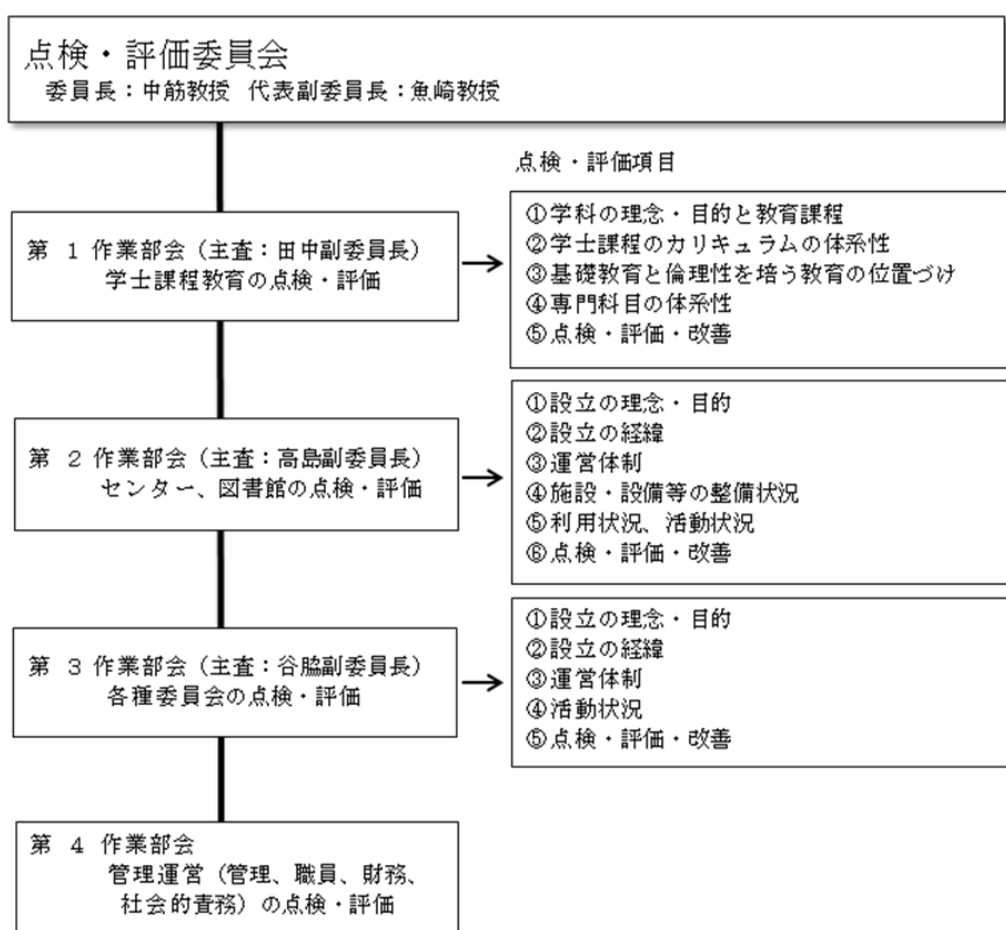 点検・評価委員会
委員長：中筋教授 代表副委員長：魚崎教授
点検・評価項目
第 1 作業部会（主査：田中副委員長）
学士課程教育の点検・評価
①学科の理念・目的と教育課程
②学士課程のカリキュラムの体系性
③基礎教育と倫理性を培う教育の位置づけ
④専門科目の体系性
⑤点検・評価・改善
第 2 作業部会（主査：高島副委員長）
センター、図書館の点検・評価
①設立の理念・目的
②設立の経緯
③運営体制
④施設・設備等の整備状況
⑤利用状況、活動状況
⑥点検・評価・改善
第 3 作業部会（主査：谷脇副委員長）
各種委員会の点検・評価
①設立の理念・目的
②設立の経緯
③運営体制
④活動状況
⑤点検・評価・改善
第 4 作業部会
管理運営（管理、職員、財務、
社会的責務）の点検・評価